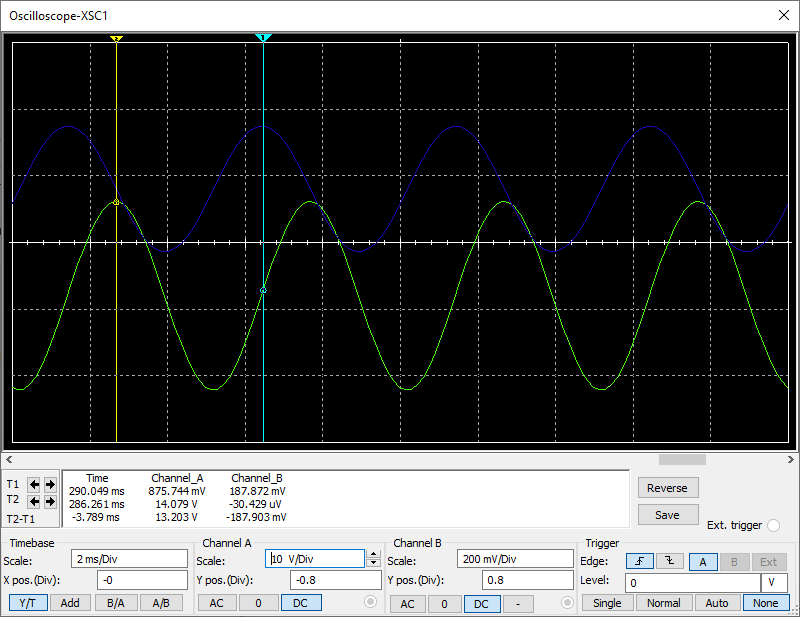 Oscilloscope-XSC1
2
1
Time Channel_A Channel_B
T1 290.049 ms 875.744 mV 187.872 mV
T2 286.261 ms 14.079 V -30.429 uV
T2-T1 -3.789 ms 13.203 V -187.903 mV
Reverse
Save
Ext. trigger
Timebase Channel A Channel B Trigger
Scale: 2 ms/Div Scale: 10 V/Div Scale: 200 mV/Div Edge: A B Ext
X pos.(Div): -0 Y pos.(Div): -0.8 Y pos.(Div): 0.8 Level: 0 V
Y/T Add B/A A/B AC 0 DC AC 0 DC - Single Normal Auto None